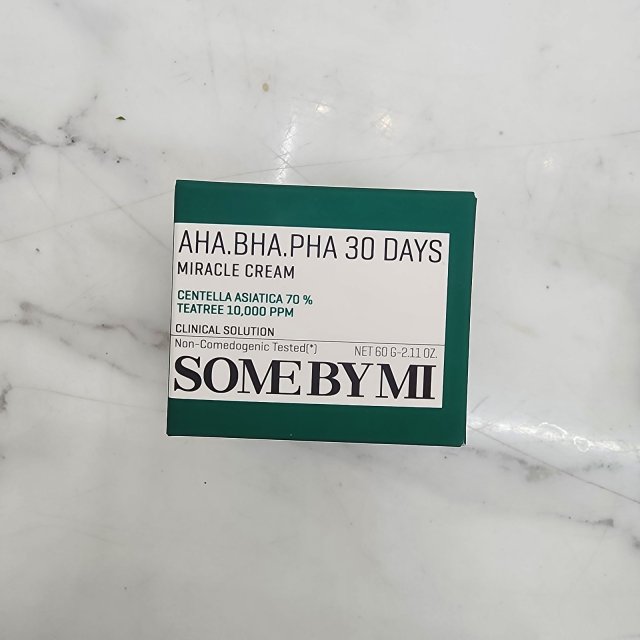 AHA.BHA.PHA 30 DAYS
MIRACLE CREAM
CENTELLA ASIATICA 70 %
TEATREE 10,000 PPM
CLINICAL SOLUTION
Non-Comedogenic Tested(*) NET 60 G-2.11 OZ.
SOME BY MI